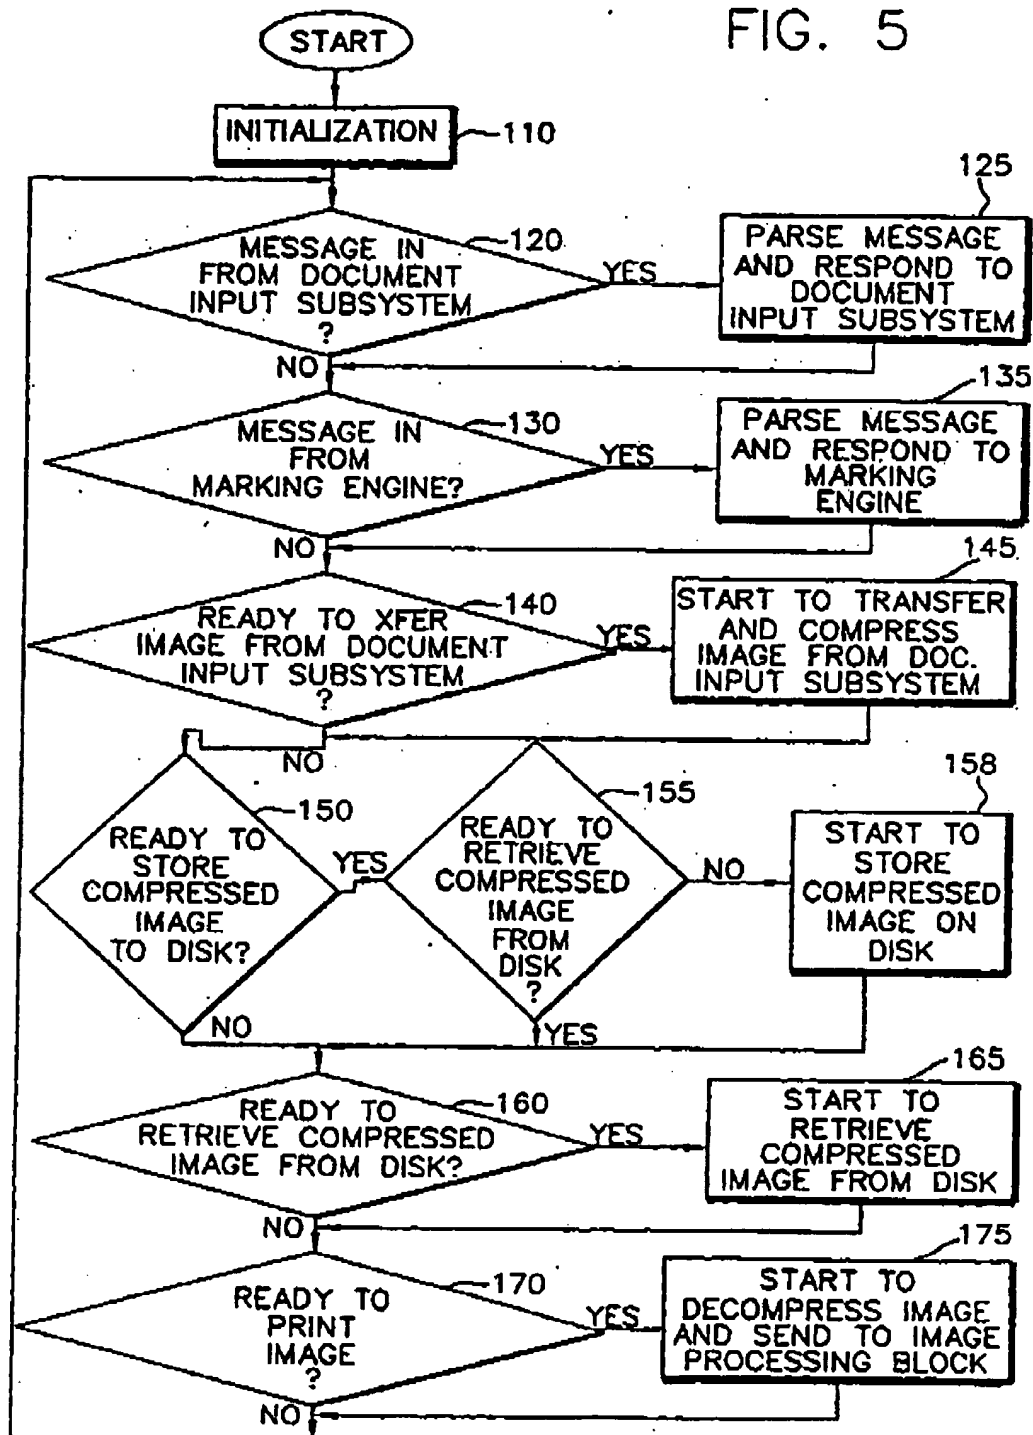 FIG. 5
START
INITIALIZATION
110
MESSAGE IN
FROM DOCUMENT
INPUT SUBSYSTEM
?
120
YES
NO
125
PARSE MESSAGE
AND RESPOND TO
DOCUMENT
INPUT SUBSYSTEM
MESSAGE IN
FROM
MARKING ENGINE?
130
YES
NO
135
PARSE MESSAGE
AND RESPOND TO
MARKING
ENGINE
READY TO XFER
IMAGE FROM DOCUMENT
INPUT SUBSYSTEM
?
140
YES
NO
145
START TO TRANSFER
AND COMPRESS
IMAGE FROM DOC.
INPUT SUBSYSTEM
READY TO
STORE
COMPRESSED
IMAGE
TO DISK?
150
YES
NO
READY TO
RETRIEVE
COMPRESSED
IMAGE
FROM
DISK
?
155
NO
YES
158
START TO
STORE
COMPRESSED
IMAGE ON
DISK
READY TO
RETRIEVE COMPRESSED
IMAGE FROM DISK?
160
YES
NO
165
START TO
RETRIEVE
COMPRESSED
IMAGE FROM DISK
READY TO
PRINT
IMAGE
?
170
YES
NO
175
START TO
DECOMPRESS IMAGE
AND SEND TO IMAGE
PROCESSING BLOCK